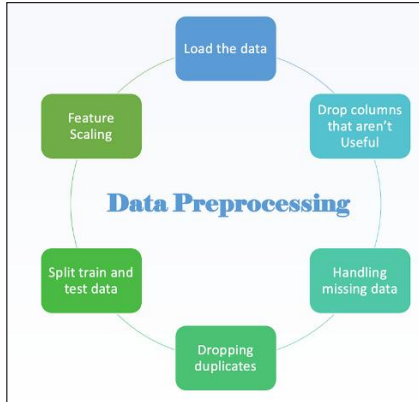 Load the data
Drop columns
that aren't
Useful
Handling
missing data
Dropping
duplicates
Split train and
test data
Feature
Scaling
Data Preprocessing